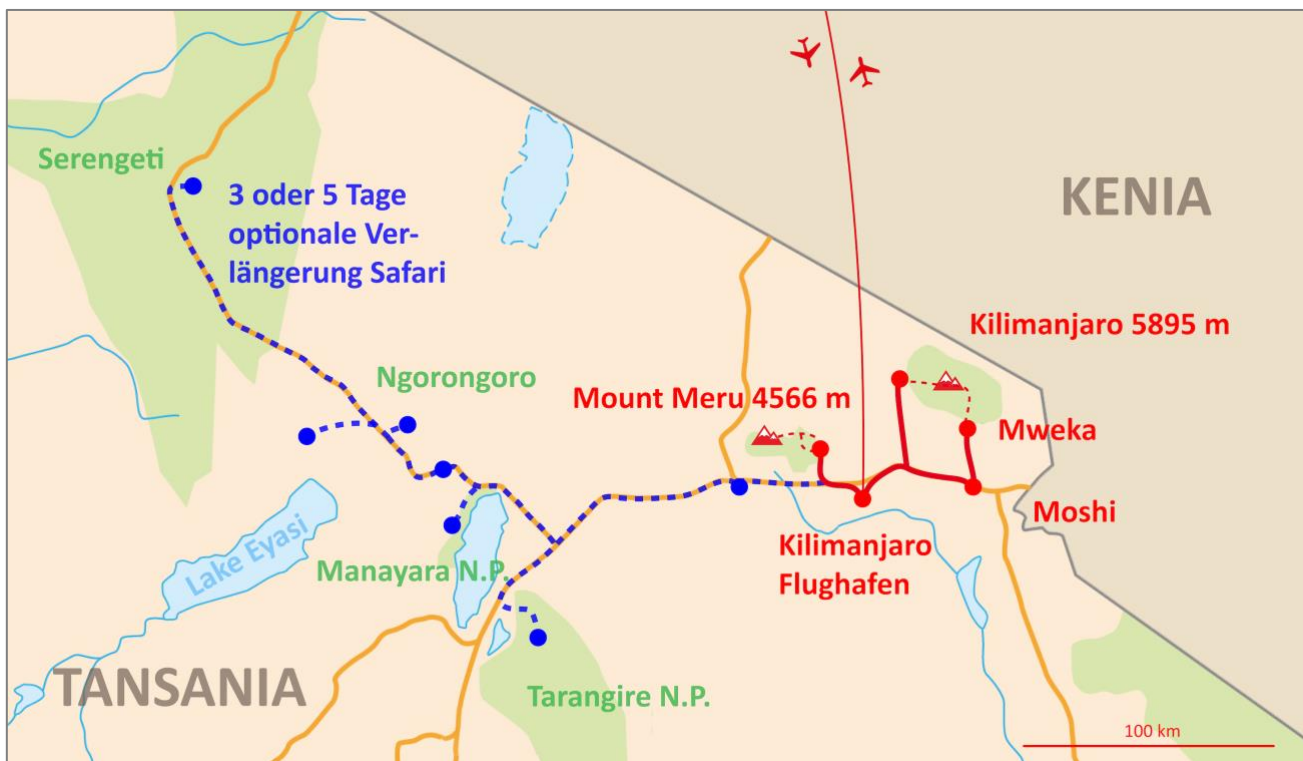 Serengeti
3 oder 5 Tage
optionale Ver-
längerung Safari
KENIA
Kilimanjaro 5895 m
Ngorongoro
Mount Meru 4566 m
Mweka
Moshi
Kilimanjaro
Flughafen
Lake Eyasi
Manayara N.P.
TANSANIA
Tarangire N.P.
100 km